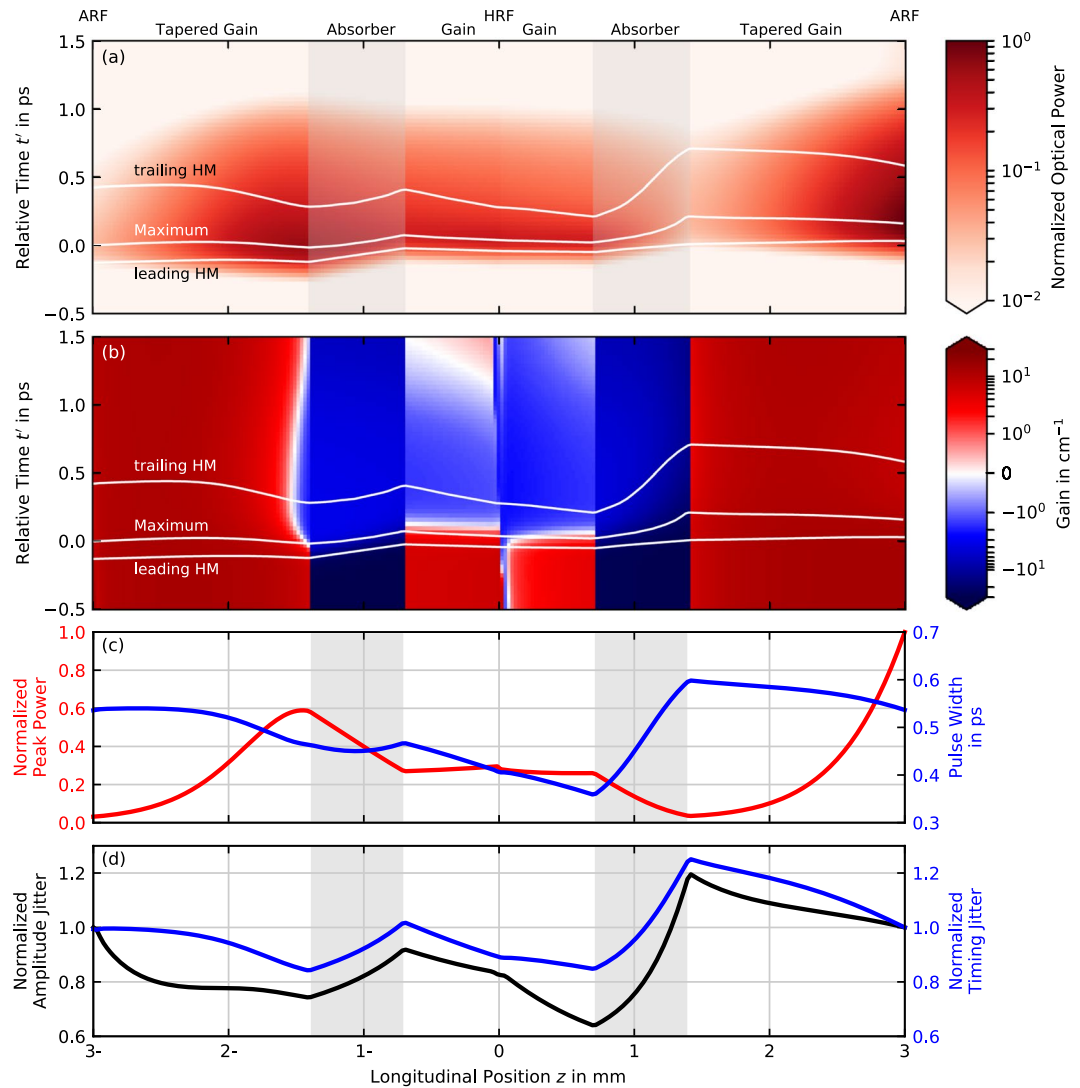 ARF HRF ARF
Tapered Gain Absorber Gain Gain Absorber Tapered Gain
(a)
1.5
1.0
0.5
0.0
−0.5
Relative Time t′ in ps
trailing HM
Maximum
leading HM
10⁰
10⁻¹
10⁻²
Normalized Optical Power
(b)
1.5
1.0
0.5
0.0
−0.5
Relative Time t′ in ps
trailing HM
Maximum
leading HM
10¹
10⁰
0
−10⁰
−10¹
Gain in cm⁻¹
(c)
1.0
0.8
0.6
0.4
0.2
0.0
Normalized
Peak Power
0.7
0.6
0.5
0.4
0.3
Pulse Width
in ps
(d)
1.2
1.0
0.8
0.6
Normalized
Amplitude Jitter
1.2
1.0
0.8
0.6
Normalized
Timing Jitter
3- 2- 1- 0 1 2 3
Longitudinal Position z in mm